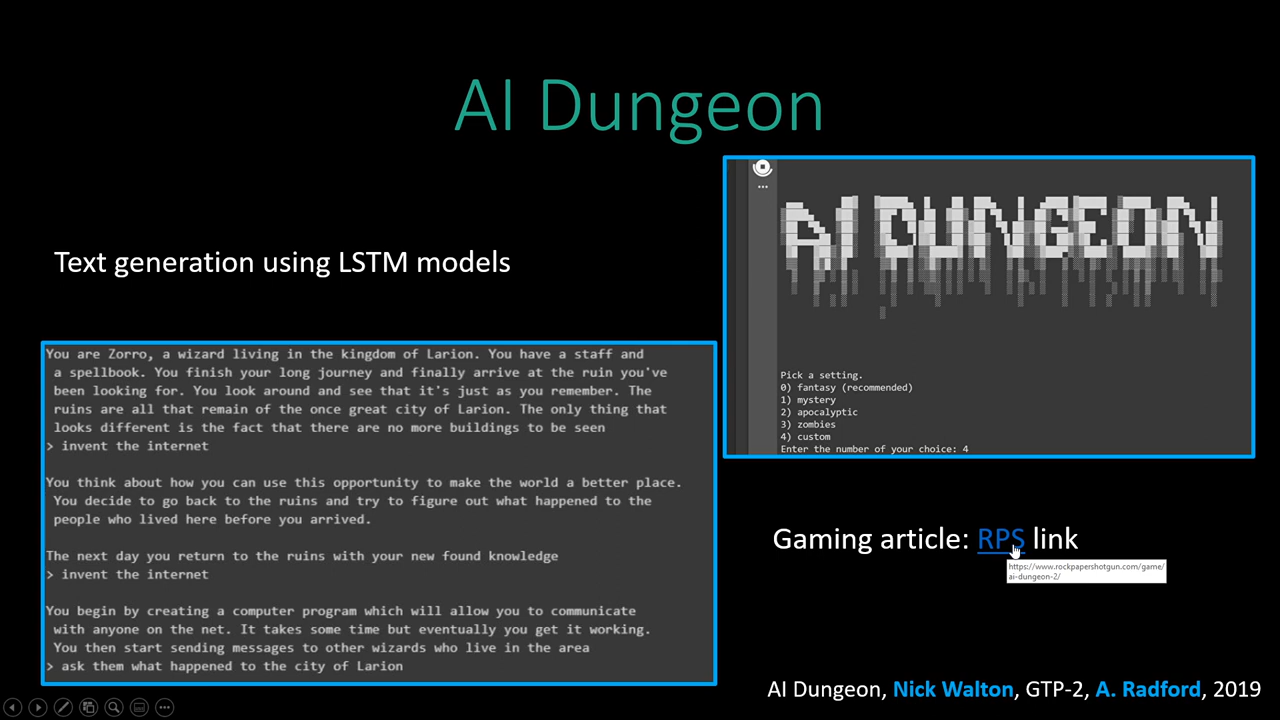 AI Dungeon
Text generation using LSTM models
AI DUNGEON
Pick a setting.
0) fantasy (recommended)
1) mystery
2) apocalyptic
3) zombies
4) custom
Enter the number of your choice: 4
You are Zorro, a wizard living in the kingdom of Larion. You have a staff and
a spellbook. You finish your long journey and finally arrive at the ruin you've
been looking for. You look around and see that it's just as you remember. The
ruins are all that remain of the once great city of Larion. The only thing that
looks different is the fact that there are no more buildings to be seen
> invent the internet
You think about how you can use this opportunity to make the world a better place.
You decide to go back to the ruins and try to figure out what happened to the
people who lived here before you arrived.
The next day you return to the ruins with your new found knowledge
> invent the internet
You begin by creating a computer program which will allow you to communicate
with anyone on the net. It takes some time but eventually you get it working.
You then start sending messages to other wizards who live in the area
> ask them what happened to the city of Larion
Gaming article: RPS link
https://www.rockpapershotgun.com/game/
ai-dungeon-2/
AI Dungeon, Nick Walton, GTP-2, A. Radford, 2019